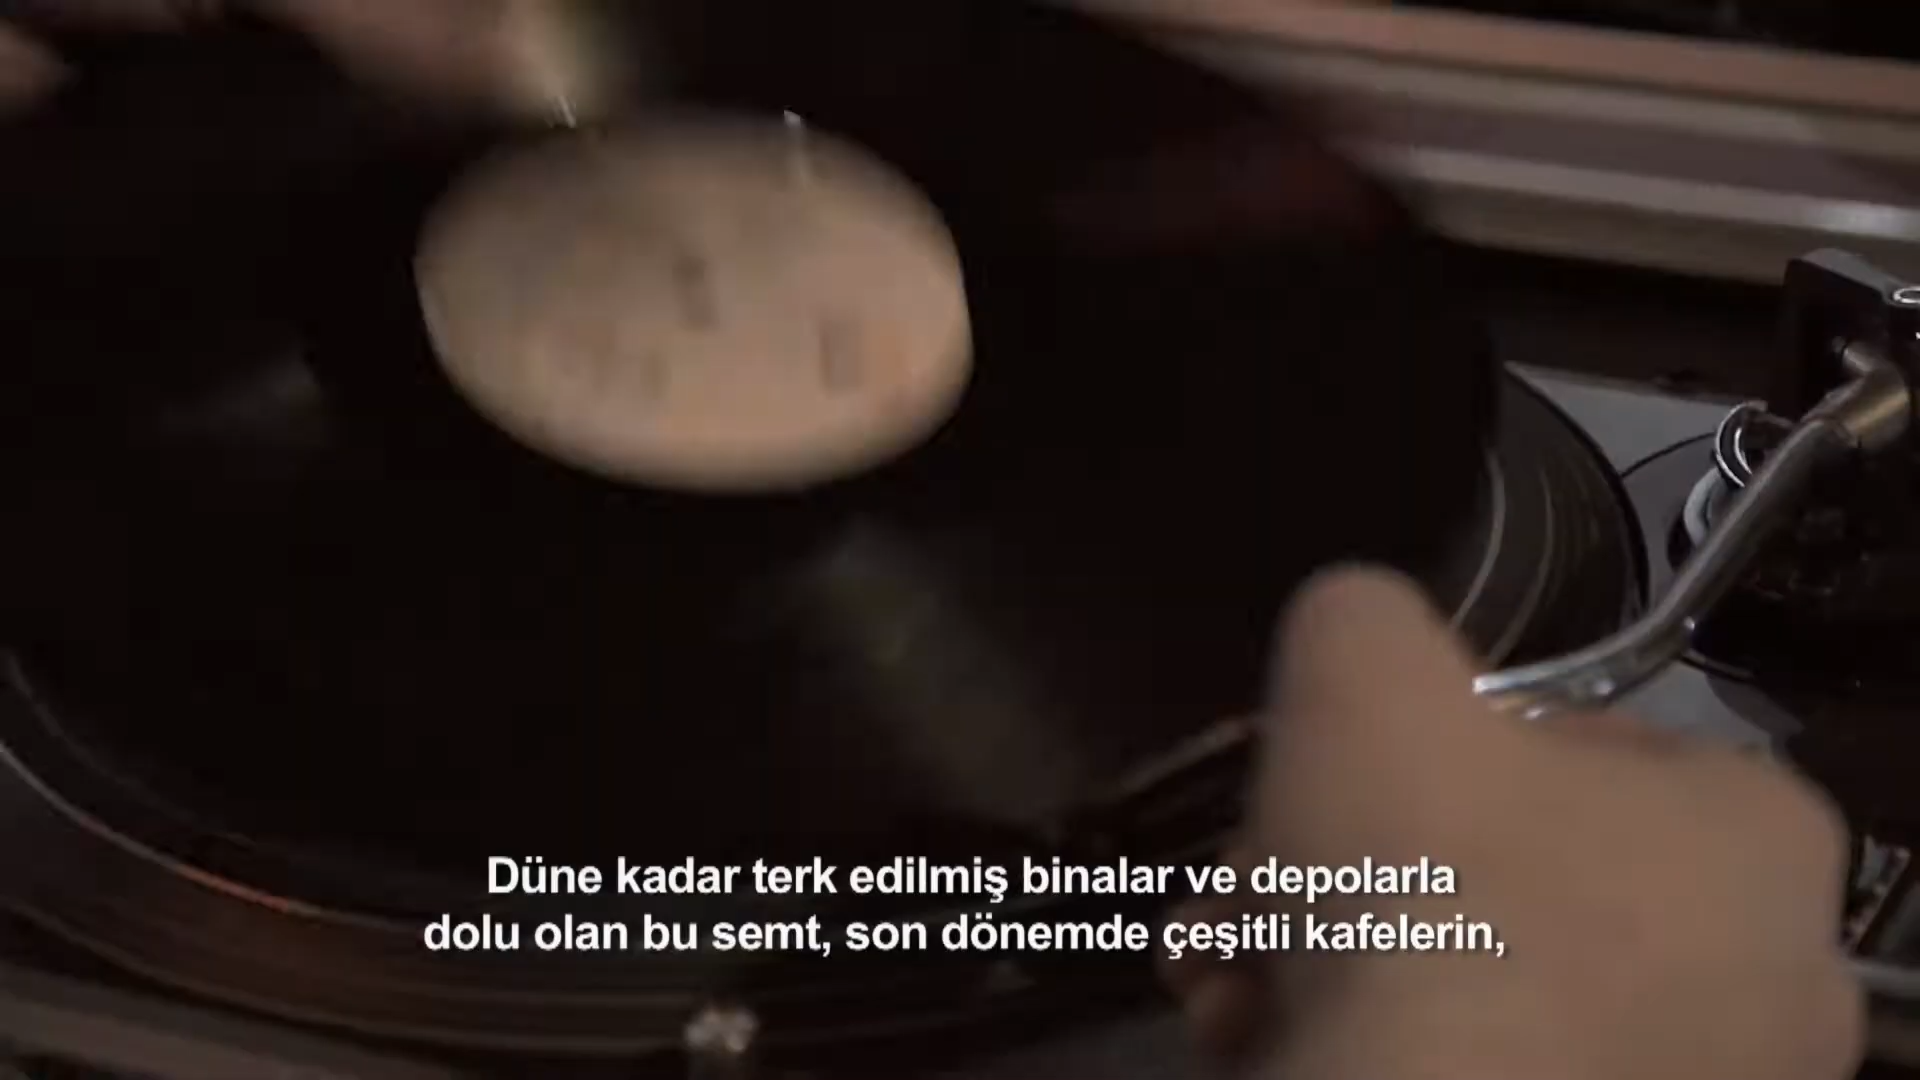 Düne kadar terk edilmiş binalar ve depolarla
dolu olan bu semt, son dönemde çeşitli kafelerin,